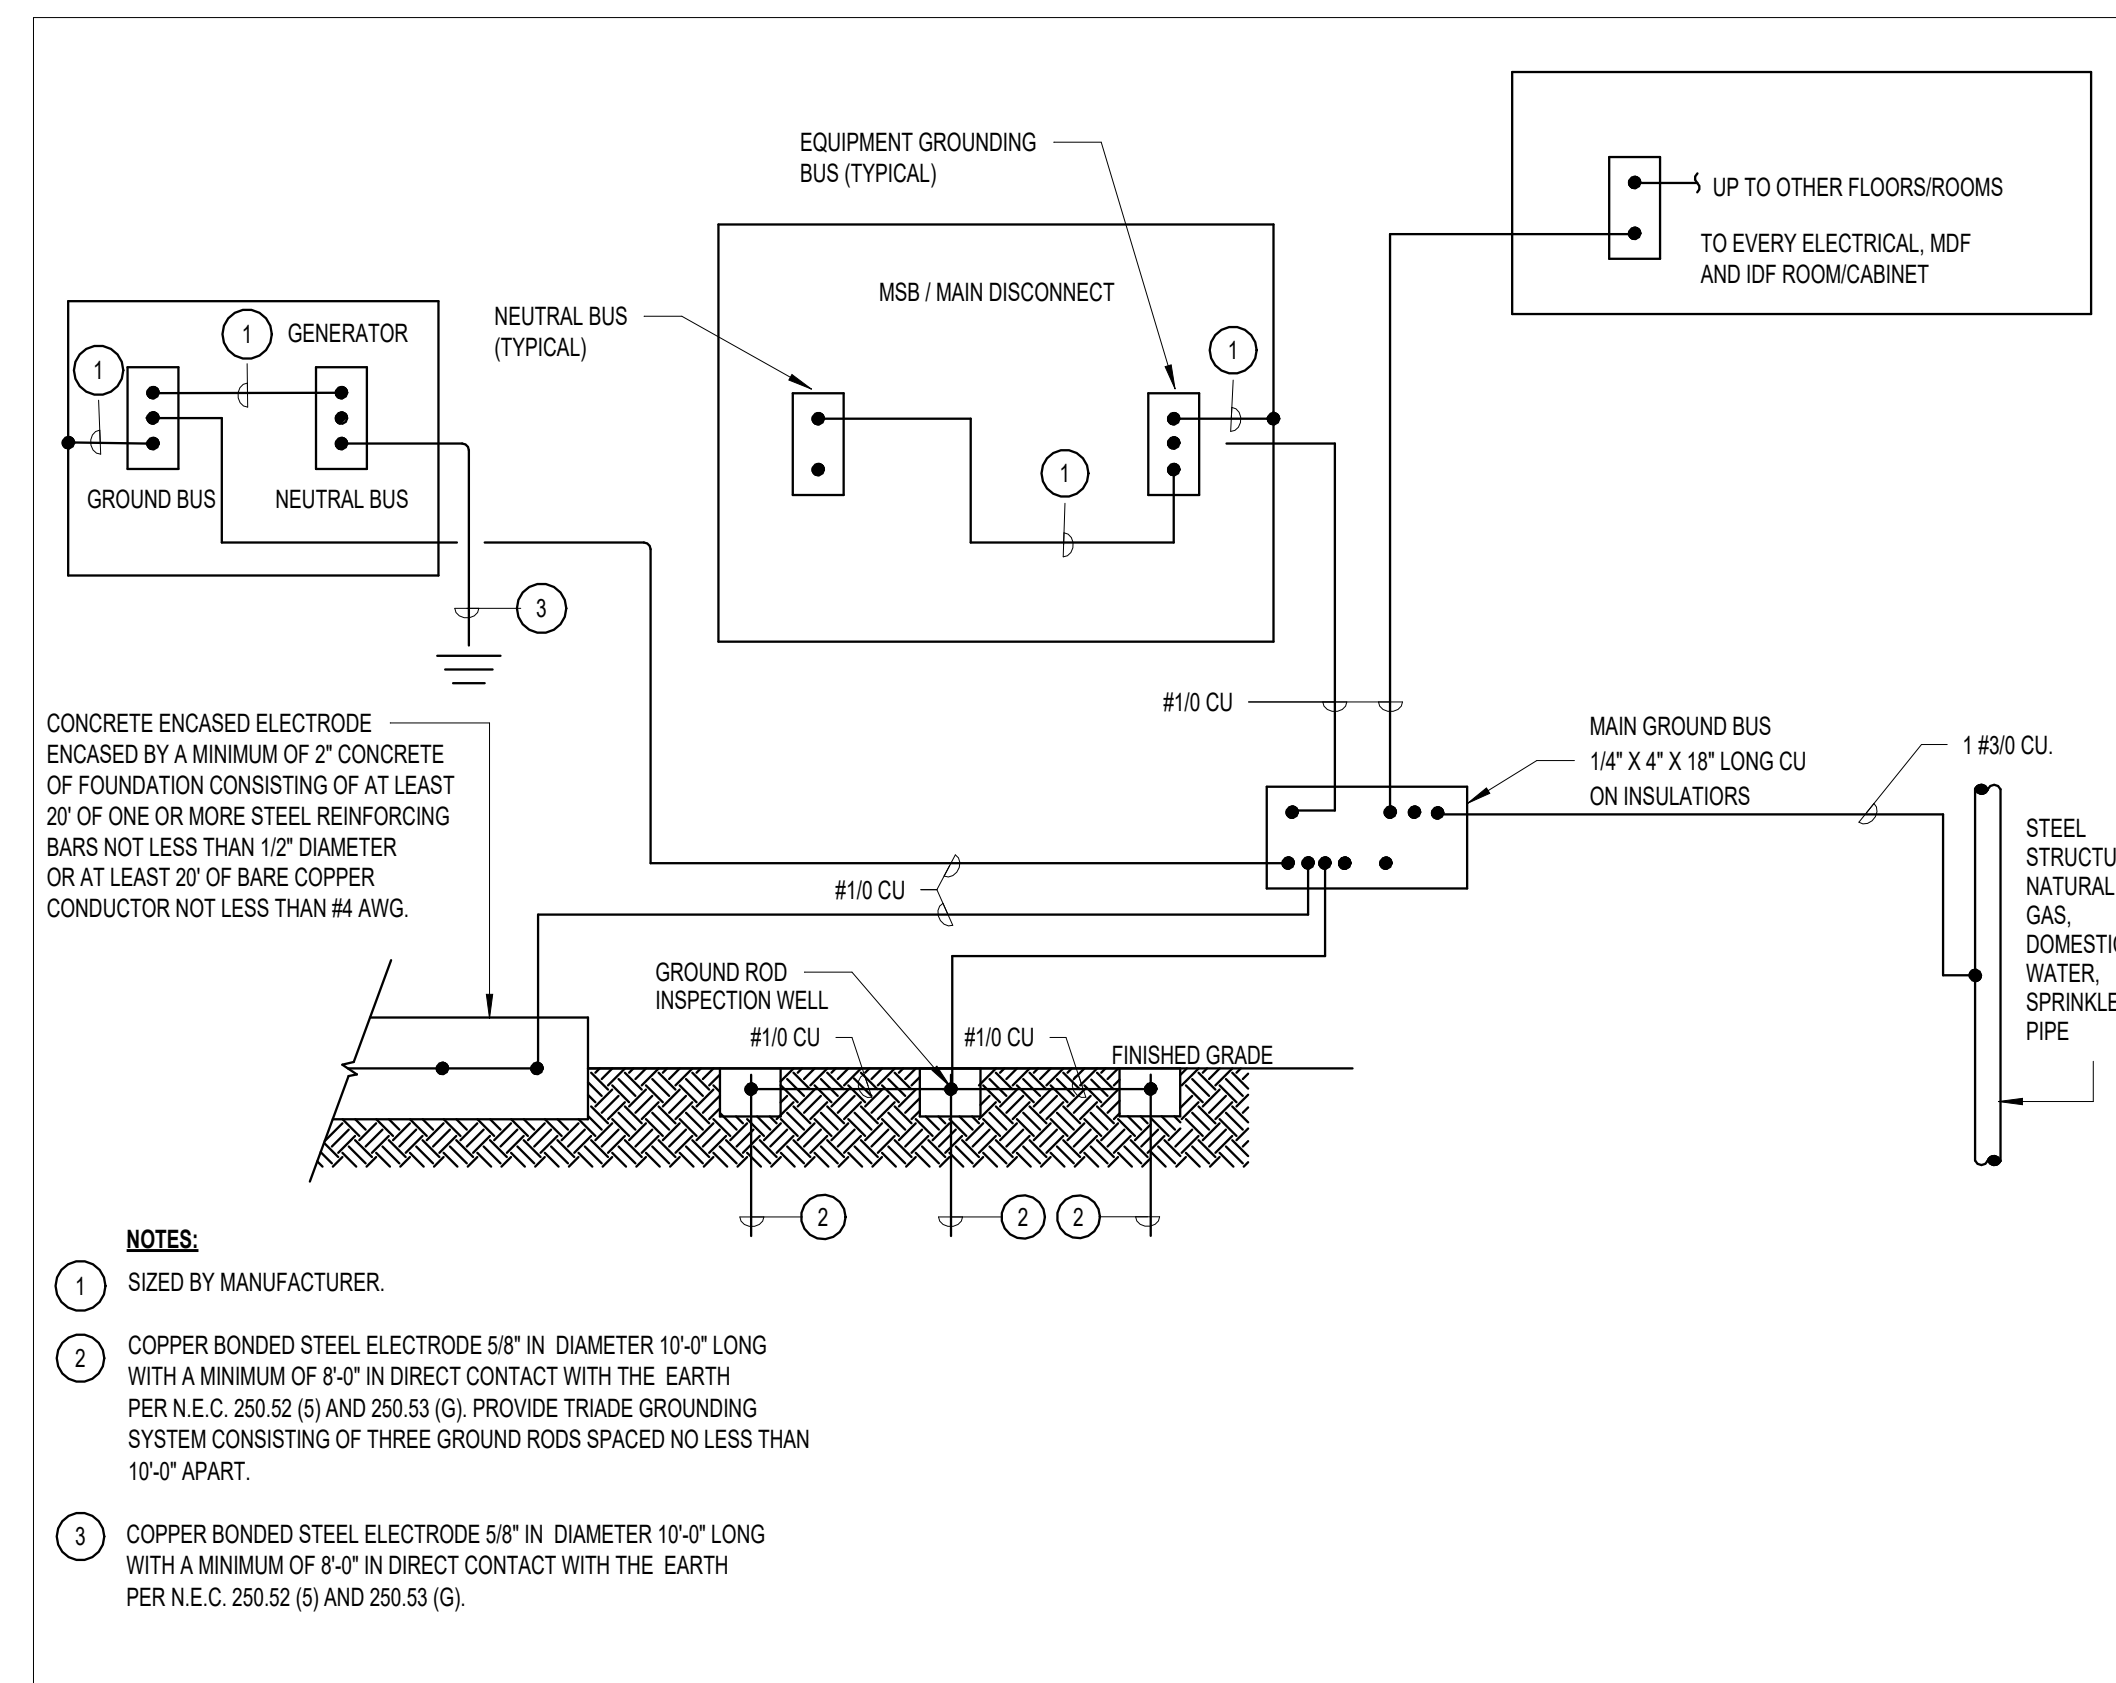 EQUIPMENT GROUNDING
BUS (TYPICAL)
UP TO OTHER FLOORS/ROOMS
TO EVERY ELECTRICAL, MDF
AND IDF ROOM/CABINET
MSB / MAIN DISCONNECT
NEUTRAL BUS
(TYPICAL)
1
GENERATOR
1
1
1
GROUND BUS
NEUTRAL BUS
3
#1/0 CU
CONCRETE ENCASED ELECTRODE
ENCASED BY A MINIMUM OF 2" CONCRETE
OF FOUNDATION CONSISTING OF AT LEAST
20' OF ONE OR MORE STEEL REINFORCING
BARS NOT LESS THAN 1/2" DIAMETER
OR AT LEAST 20' OF BARE COPPER
CONDUCTOR NOT LESS THAN #4 AWG.
MAIN GROUND BUS
1/4" X 4" X 18" LONG CU
ON INSULATIORS
1 #3/0 CU.
STEEL
STRUCTU
NATURAL
GAS,
DOMESTIC
WATER,
SPRINKLE
PIPE
#1/0 CU
GROUND ROD
INSPECTION WELL
#1/0 CU
#1/0 CU
FINISHED GRADE
2
2
2
NOTES:
1 SIZED BY MANUFACTURER.
2 COPPER BONDED STEEL ELECTRODE 5/8" IN DIAMETER 10'-0" LONG
WITH A MINIMUM OF 8'-0" IN DIRECT CONTACT WITH THE EARTH
PER N.E.C. 250.52 (5) AND 250.53 (G). PROVIDE TRIADE GROUNDING
SYSTEM CONSISTING OF THREE GROUND RODS SPACED NO LESS THAN
10'-0" APART.
3 COPPER BONDED STEEL ELECTRODE 5/8" IN DIAMETER 10'-0" LONG
WITH A MINIMUM OF 8'-0" IN DIRECT CONTACT WITH THE EARTH
PER N.E.C. 250.52 (5) AND 250.53 (G).